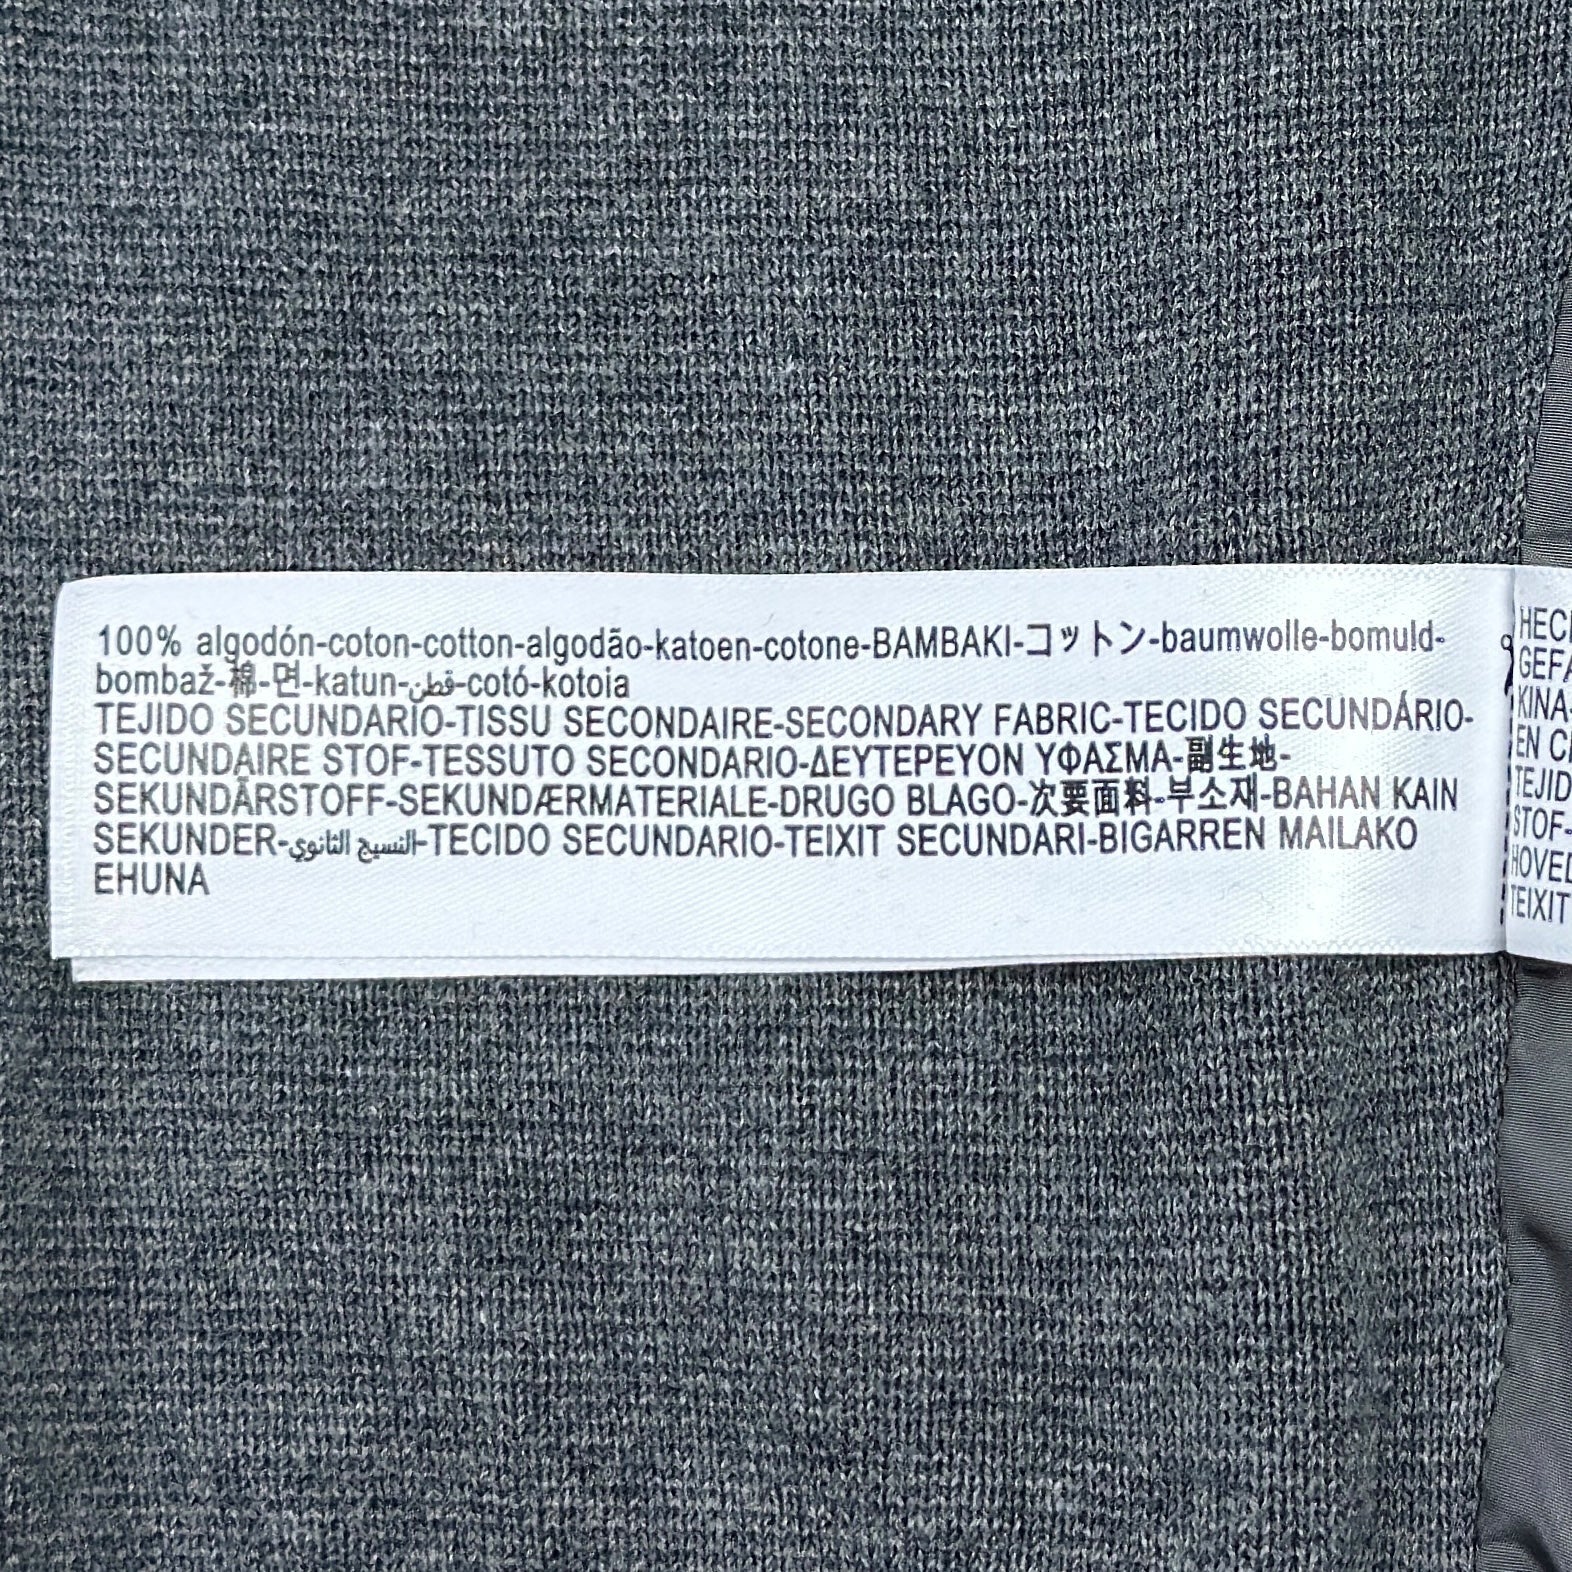 100% algodón-coton-cotton-algodão-katoen-cotone-BAMBAKI-コットン-baumwolle-bomuld-
bombaž-棉-면-katun-قطن-cotó-kotoia
TEJIDO SECUNDARIO-TISSU SECONDAIRE-SECONDARY FABRIC-TECIDO SECUNDÁRIO-
SECUNDAIRE STOF-TESSUTO SECONDARIO-ΔΕΥΤΕΡΕΥΟΝ ΥΦΑΣΜΑ-副生地-
SEKUNDÄRSTOFF-SEKUNDÆRMATERIALE-DRUGO BLAGO-次要面料-부소재-BAHAN KAIN
SEKUNDER-النسيج الثانوي-TECIDO SECUNDARIO-TEIXIT SECUNDARI-BIGARREN MAILAKO
EHUNA
KINA-
STOF-
TEIXIT